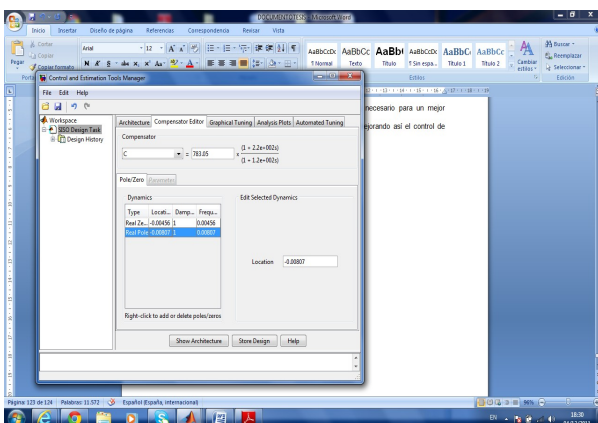 DOCUMENTO TESIS - Microsoft Word
Inicio Insertar Diseño de página Referencias Correspondencia Revisar Vista
Cortar
Copiar
Copiar formato
Pegar
Arial 12
N K S abc
AaBbCcDc AaBbCc AaBbI AaBbCcDc AaBbC AaBbCc
¶ Normal Texto Título ¶ Sin espa... Título 1 Título 2
Cambiar estilos
Estilos
Buscar
Reemplazar
Seleccionar
Edición
necesario para un mejor
ejorando así el control de
Control and Estimation Tools Manager
File Edit Help
Workspace
SISO Design Task
Design History
Architecture Compensator Editor Graphical Tuning Analysis Plots Automated Tuning
Compensator
C = 783.05 x (1 + 2.2e+002s)
(1 + 1.2e+002s)
Pole/Zero Parameter
Dynamics
Type Locati... Damp... Frequ...
Real Ze... -0.00456 1 0.00456
Real Pole -0.00807 1 0.00807
Right-click to add or delete poles/zeros
Edit Selected Dynamics
Location -0.00807
Show Architecture Store Design Help
Página: 123 de 124 Palabras: 11.572 Español (España, internacional) 96%
EN 18:30